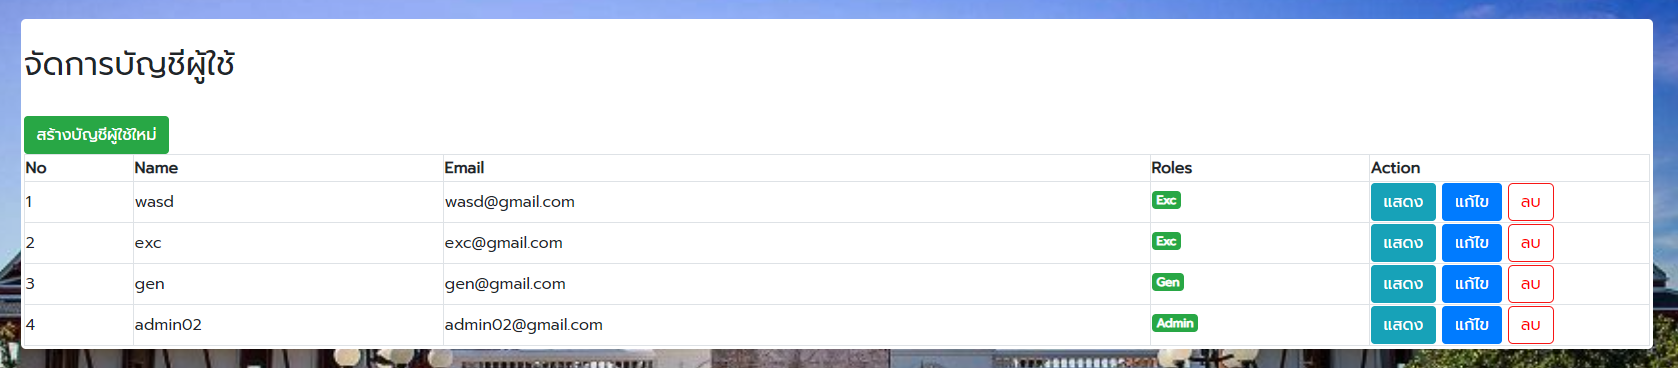 จัดการบัญชีผู้ใช้
สร้างบัญชีผู้ใช้ใหม่
No Name Email Roles Action
1 wasd wasd@gmail.com Exc แสดง แก้ไข ลบ
2 exc exc@gmail.com Exc แสดง แก้ไข ลบ
3 gen gen@gmail.com Gen แสดง แก้ไข ลบ
4 admin02 admin02@gmail.com Admin แสดง แก้ไข ลบ